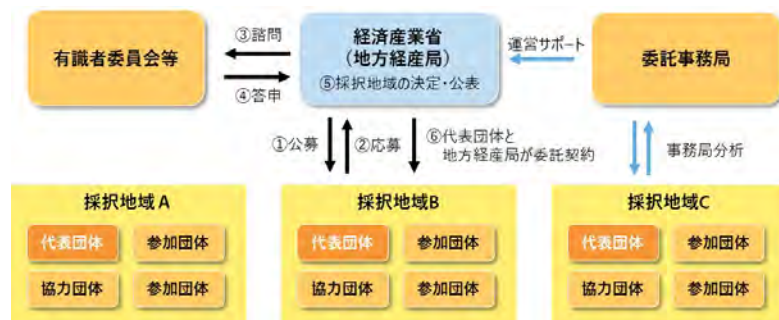 有識者委員会等
③諮問
④答申
経済産業省
(地方経産局)
⑤採択地域の決定・公表
運営サポート
委託事務局
①公募
②応募
⑥代表団体と
地方経産局が委託契約
事務局分析
採択地域A
代表団体
参加団体
協力団体
参加団体
採択地域B
代表団体
参加団体
協力団体
参加団体
採択地域C
代表団体
参加団体
協力団体
参加団体